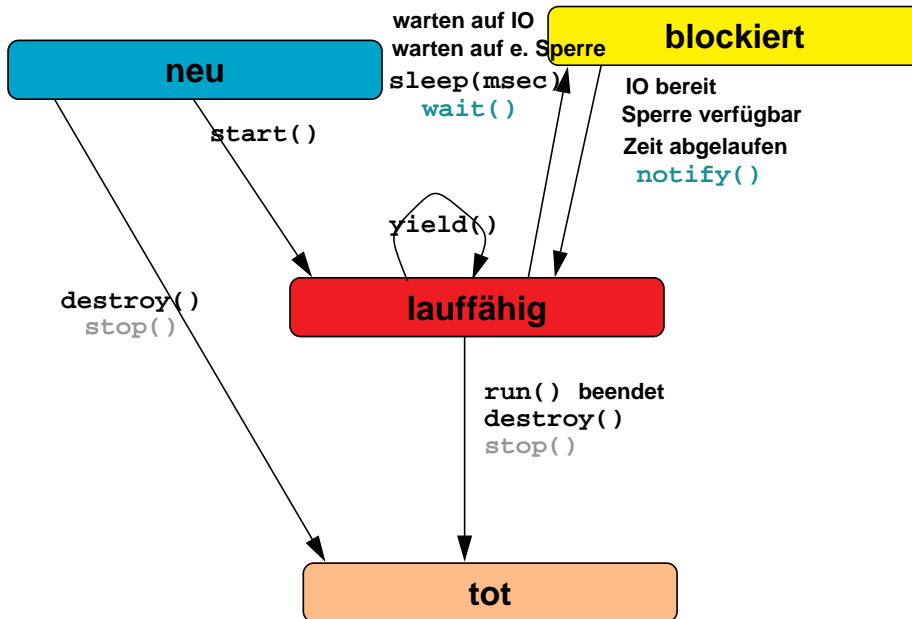 warten auf IO
blockiert
warten auf e. Sperre
neu
sleep(msec)
wait()
IO bereit
Sperre verfügbar
Zeit abgelaufen
notify()
start()
yield()
lauffähig
destroy()
stop()
run() beendet
destroy()
stop()
tot